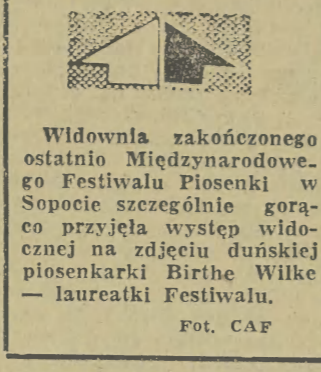 Widownia zakończonego
ostatnio Międzynarodowe-
go Festiwalu Piosenki w
Sopocie szczególnie gorą-
co przyjęła występ wido-
cznej na zdjęciu duńskiej
piosenkarki Birthe Wilke
— laureatki Festiwalu.
Fot. CAF